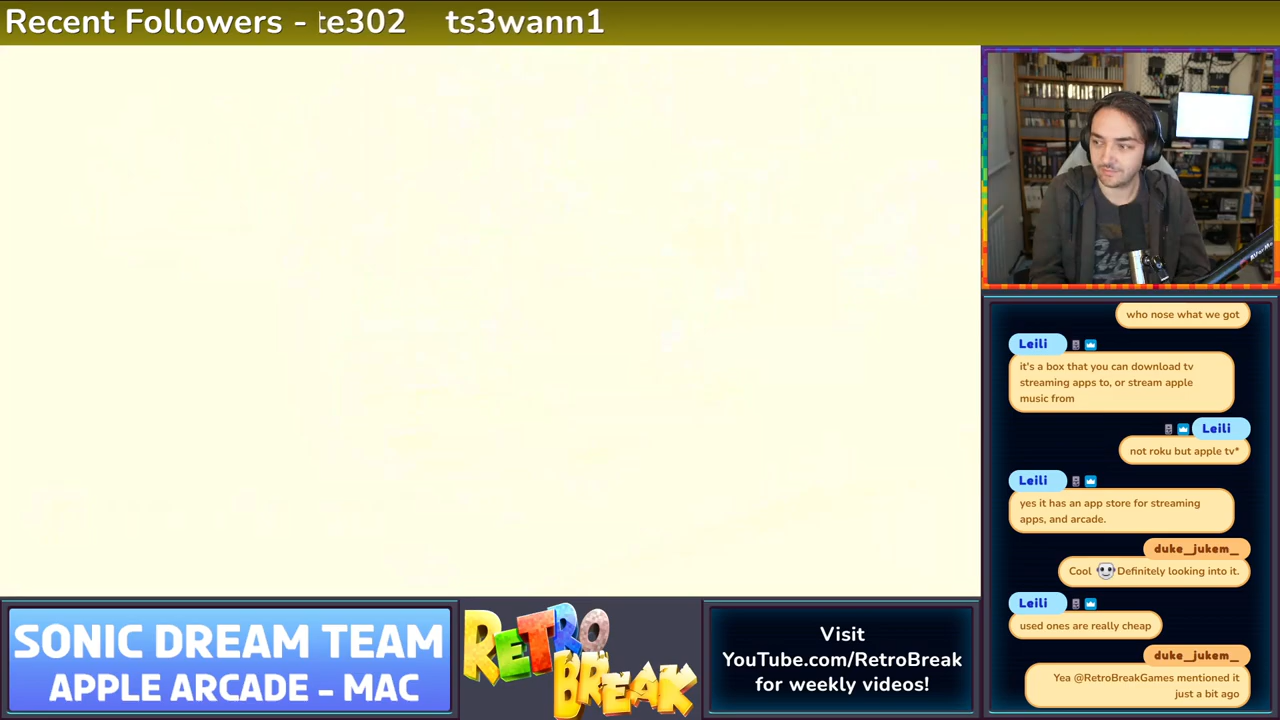 Recent Followers - te302 ts3wann1
who nose what we got
Leili
it's a box that you can download tv
streaming apps to, or stream apple
music from
Leili
not roku but apple tv*
Leili
yes it has an app store for streaming
apps, and arcade.
duke_jukem_
Cool Definitely looking into it.
Leili
used ones are really cheap
duke_jukem_
Yea @RetroBreakGames mentioned it
just a bit ago
SONIC DREAM TEAM
APPLE ARCADE - MAC
RETRO
BREAK
Visit
YouTube.com/RetroBreak
for weekly videos!